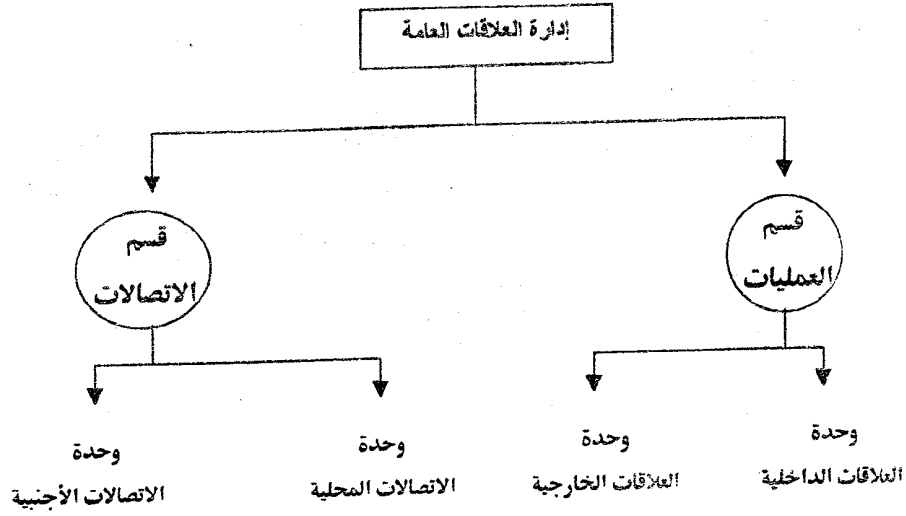 إدارة العلاقات العامة
قسم
العمليات
قسم
الاتصالات
وحدة
العلاقات الداخلية
وحدة
العلاقات الخارجية
وحدة
الاتصالات المحلية
وحدة
الاتصالات الأجنبية